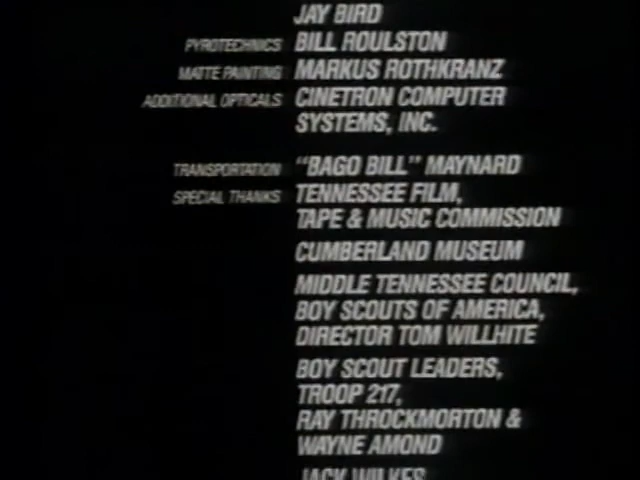 JAY BIRD
PYROTECHNICS BILL ROULSTON
MATTE PAINTING MARKUS ROTHKRANZ
ADDITIONAL OPTICALS CINETRON COMPUTER
SYSTEMS, INC.
TRANSPORTATION "BAGO BILL" MAYNARD
SPECIAL THANKS TENNESSEE FILM,
TAPE & MUSIC COMMISSION
CUMBERLAND MUSEUM
MIDDLE TENNESSEE COUNCIL,
BOY SCOUTS OF AMERICA,
DIRECTOR TOM WILLHITE
BOY SCOUT LEADERS,
TROOP 217,
RAY THROCKMORTON &
WAYNE AMOND
JACK WILKES